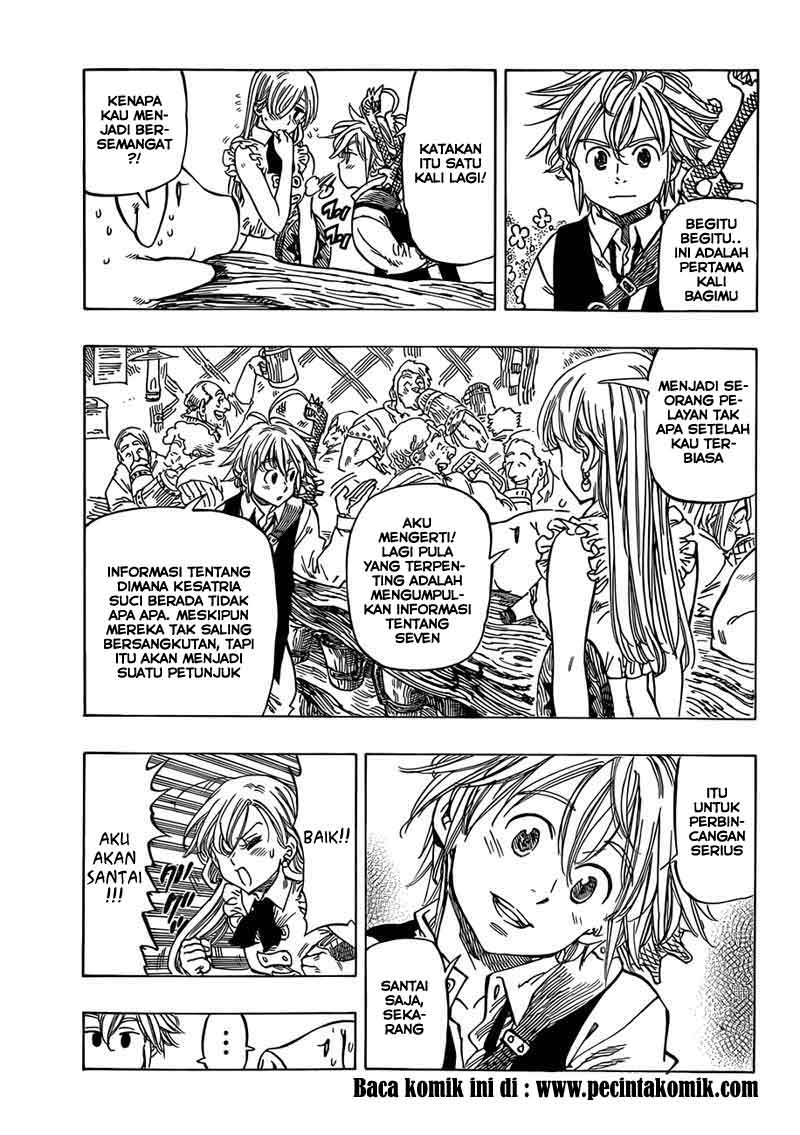 BEGITU
BEGITU..
INI ADALAH
PERTAMA
KALI
BAGIMU
KATAKAN
ITU SATU
KALI LAGI!
KENAPA
KAU MEN-
JADI BER-
SEMANGAT
?!
MENJADI SE-
ORANG PE-
LAYAN TAK
APA SETELAH
KAU TER-
BIASA
AKU
MENGERTI!
LAGI PULA
YANG TERPEN-
TING ADALAH
MENGUMPUL-
KAN INFORMASI
TENTANG
SEVEN
INFORMASI TENTANG
DIMANA KESATRIA
SUCI BERADA TIDAK
APA APA. MESKIPUN
MEREKA TAK SALING
BERSANGKUTAN, TAPI
ITU AKAN MENJADI
SUATU PETUNJUK
ITU
UNTUK
PERBIN-
CANGAN
SERIUS
SANTAI
SAJA,
SEKA-
RANG
BAIK!!
AKU
AKAN
SANTAI
!!!
...
Baca komik ini di : www.pecintakomik.com